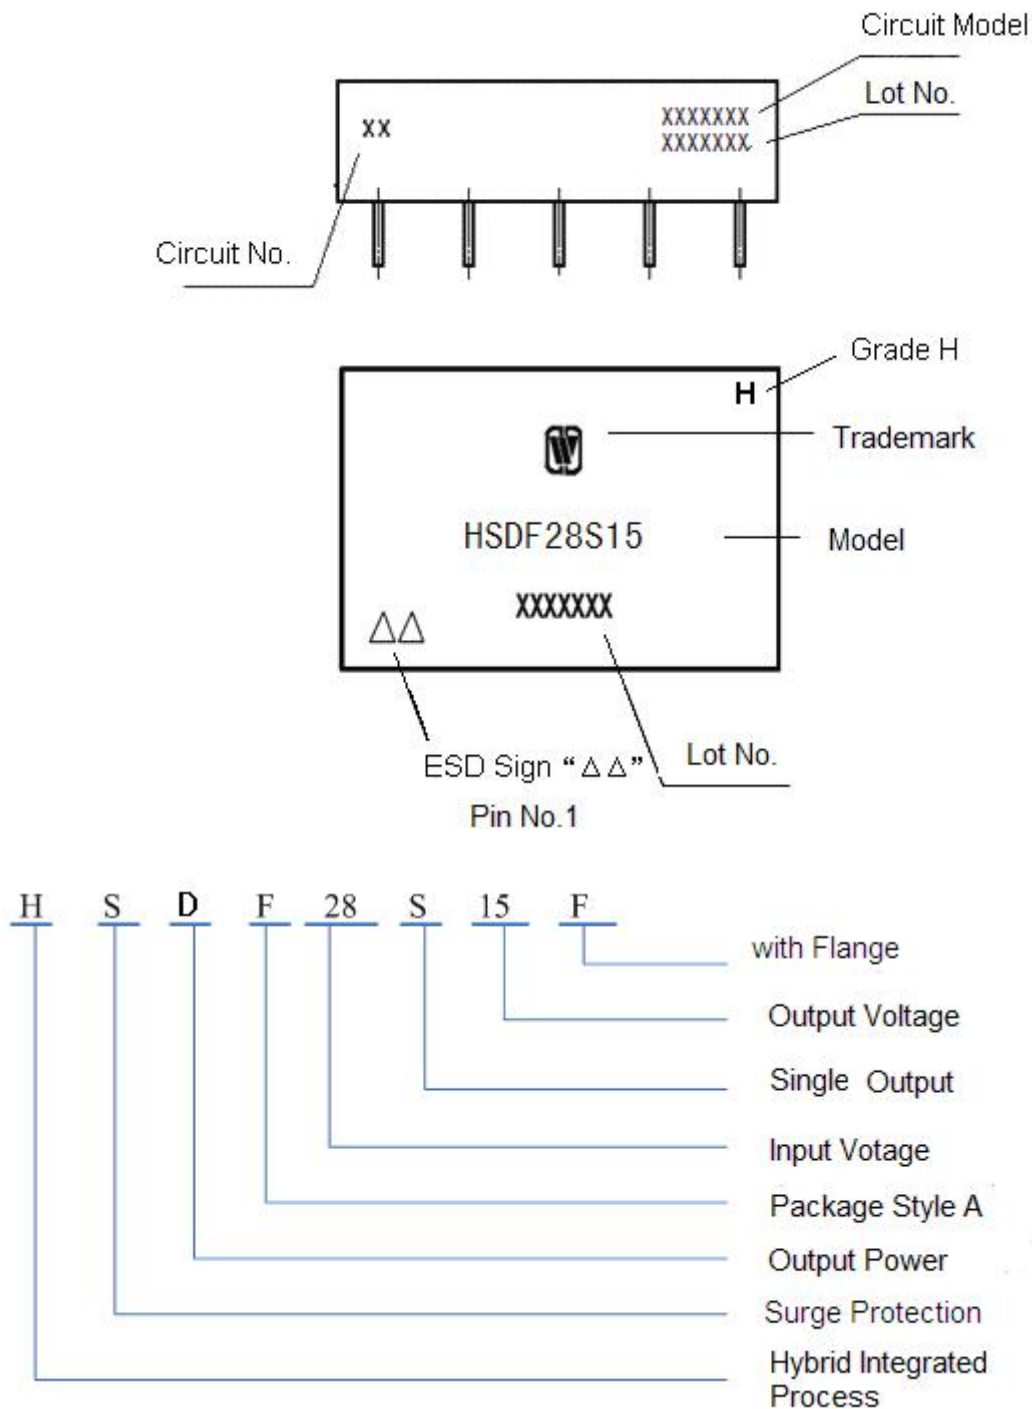 Circuit Model
XXXXXXX
Lot No.
XX
XXXXXXX
Circuit No.
Grade H
H
Trademark
W
HSDF28S15
Model
XXXXXXX
△△
ESD Sign “△△”
Lot No.
Pin No.1
H S D F 28 S 15 F
with Flange
Output Voltage
Single Output
Input Votage
Package Style A
Output Power
Surge Protection
Hybrid Integrated
Process